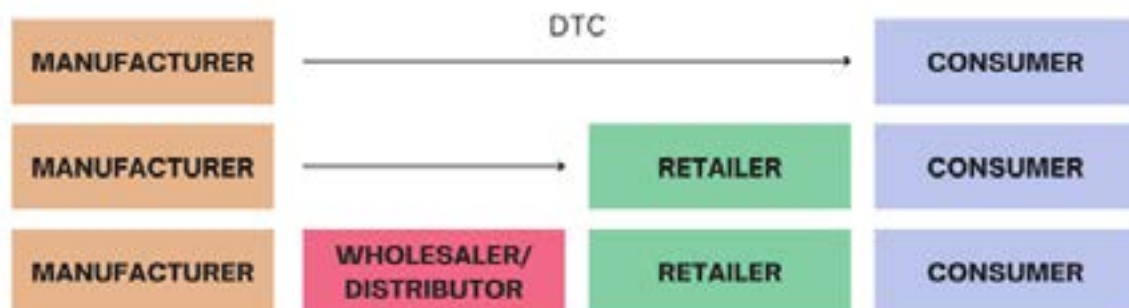 DTC
MANUFACTURER CONSUMER
MANUFACTURER RETAILER CONSUMER
MANUFACTURER WHOLESALER/ DISTRIBUTOR RETAILER CONSUMER